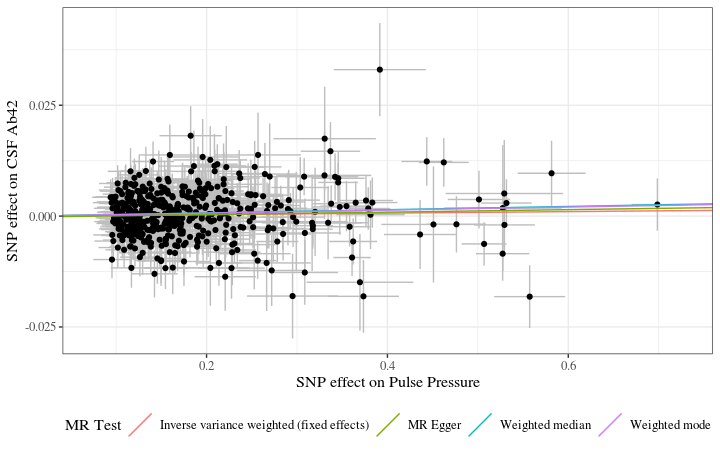 SNP effect on CSF Ab42
0.025
0.000
-0.025
0.2
0.4
0.6
SNP effect on Pulse Pressure
MR Test
Inverse variance weighted (fixed effects)
MR Egger
Weighted median
Weighted mode